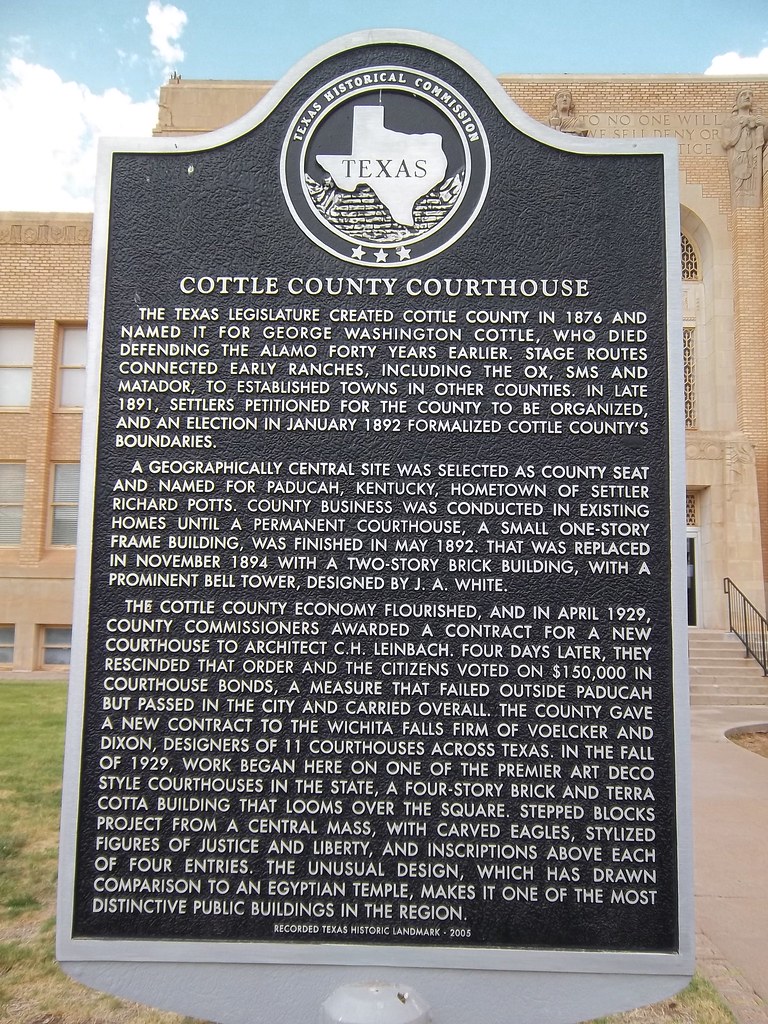 TEXAS HISTORICAL COMMISSION
TEXAS
TO NO ONE WILL
WE SELL DENY OR
COTTLE COUNTY COURTHOUSE
THE TEXAS LEGISLATURE CREATED COTTLE COUNTY IN 1876 AND
NAMED IT FOR GEORGE WASHINGTON COTTLE, WHO DIED
DEFENDING THE ALAMO FORTY YEARS EARLIER. STAGE ROUTES
CONNECTED EARLY RANCHES, INCLUDING THE OX, SMS AND
MATADOR, TO ESTABLISHED TOWNS IN OTHER COUNTIES. IN LATE
1891, SETTLERS PETITIONED FOR THE COUNTY TO BE ORGANIZED,
AND AN ELECTION IN JANUARY 1892 FORMALIZED COTTLE COUNTY'S
BOUNDARIES.
A GEOGRAPHICALLY CENTRAL SITE WAS SELECTED AS COUNTY SEAT
AND NAMED FOR PADUCAH, KENTUCKY, HOMETOWN OF SETTLER
RICHARD POTTS. COUNTY BUSINESS WAS CONDUCTED IN EXISTING
HOMES UNTIL A PERMANENT COURTHOUSE, A SMALL ONE-STORY
FRAME BUILDING, WAS FINISHED IN MAY 1892. THAT WAS REPLACED
IN NOVEMBER 1894 WITH A TWO-STORY BRICK BUILDING, WITH A
PROMINENT BELL TOWER, DESIGNED BY J. A. WHITE.
THE COTTLE COUNTY ECONOMY FLOURISHED, AND IN APRIL 1929,
COUNTY COMMISSIONERS AWARDED A CONTRACT FOR A NEW
COURTHOUSE TO ARCHITECT C.H. LEINBACH. FOUR DAYS LATER, THEY
RESCINDED THAT ORDER AND THE CITIZENS VOTED ON $150,000 IN
COURTHOUSE BONDS, A MEASURE THAT FAILED OUTSIDE PADUCAH
BUT PASSED IN THE CITY AND CARRIED OVERALL. THE COUNTY GAVE
A NEW CONTRACT TO THE WICHITA FALLS FIRM OF VOELCKER AND
DIXON, DESIGNERS OF 11 COURTHOUSES ACROSS TEXAS. IN THE FALL
OF 1929, WORK BEGAN HERE ON ONE OF THE PREMIER ART DECO
STYLE COURTHOUSES IN THE STATE, A FOUR-STORY BRICK AND TERRA
COTTA BUILDING THAT LOOMS OVER THE SQUARE. STEPPED BLOCKS
PROJECT FROM A CENTRAL MASS, WITH CARVED EAGLES, STYLIZED
FIGURES OF JUSTICE AND LIBERTY, AND INSCRIPTIONS ABOVE EACH
OF FOUR ENTRIES. THE UNUSUAL DESIGN, WHICH HAS DRAWN
COMPARISON TO AN EGYPTIAN TEMPLE, MAKES IT ONE OF THE MOST
DISTINCTIVE PUBLIC BUILDINGS IN THE REGION.
RECORDED TEXAS HISTORIC LANDMARK - 2005